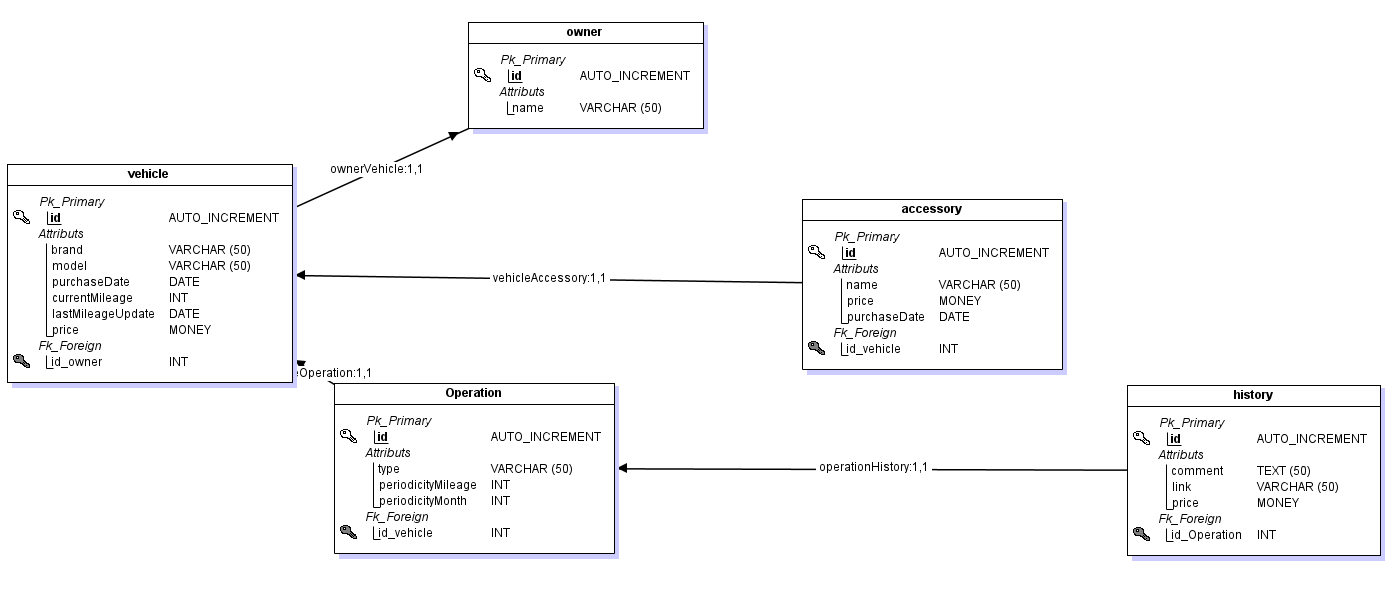 owner
Pk_Primary
id AUTO_INCREMENT
Attributs
name VARCHAR (50)
ownerVehicle:1,1
vehicle
Pk_Primary
id AUTO_INCREMENT
Attributs
brand VARCHAR (50)
model VARCHAR (50)
purchaseDate DATE
currentMileage INT
lastMileageUpdate DATE
price MONEY
Fk_Foreign
id_owner INT
accessory
Pk_Primary
id AUTO_INCREMENT
Attributs
name VARCHAR (50)
price MONEY
purchaseDate DATE
Fk_Foreign
id_vehicle INT
vehicleAccessory:1,1
eOperation:1,1
Operation
Pk_Primary
id AUTO_INCREMENT
Attributs
type VARCHAR (50)
periodicityMileage INT
periodicityMonth INT
Fk_Foreign
id_vehicle INT
operationHistory:1,1
history
Pk_Primary
id AUTO_INCREMENT
Attributs
comment TEXT (50)
link VARCHAR (50)
price MONEY
Fk_Foreign
id_Operation INT